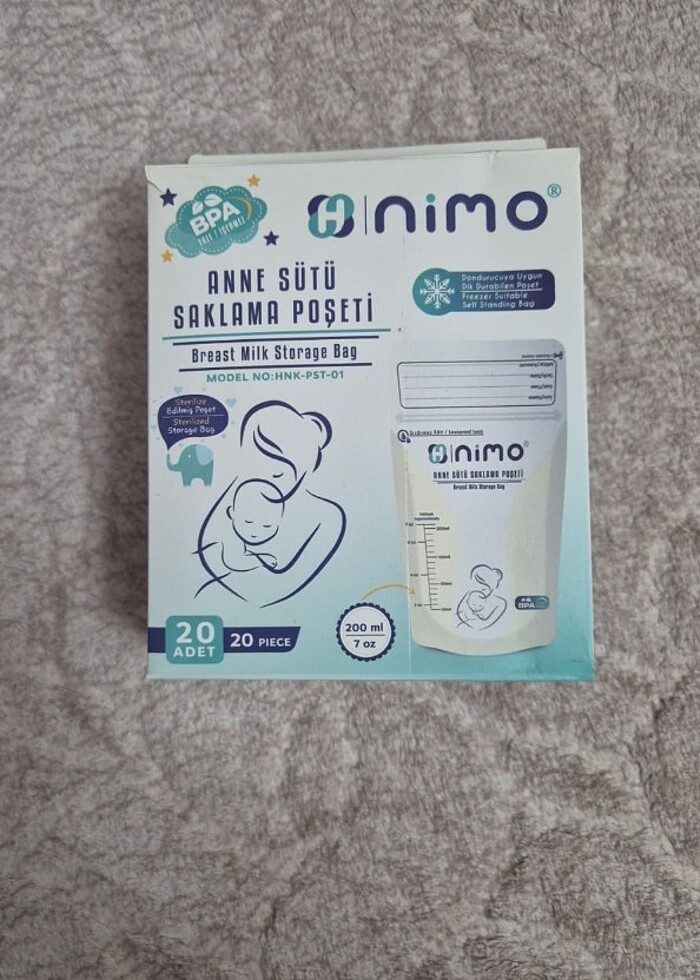 BPA
FREE / İÇERMEZ
nimo®
ANNE SÜTÜ
SAKLAMA POŞETİ
Breast Milk Storage Bag
MODEL NO:HNK-PST-01
Dondurucuya Uygun
Dik Durabilen Poşet
Freezer Suitable
Self Standing Bag
Sterilize
Edilmiş Poşet
Sterilized
Storage Bag
nimo®
ANNE SÜTÜ SAKLAMA POŞETİ
Breast Milk Storage Bag
BPA
200 ml
7 oz
20
ADET
20 PIECE